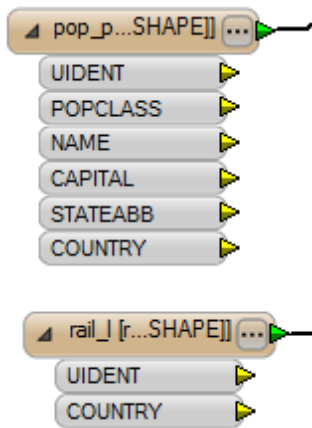 pop_p...SHAPE]] ...
UIDENT
POPCLASS
NAME
CAPITAL
STATEABB
COUNTRY
rail_l [r...SHAPE]] ...
UIDENT
COUNTRY